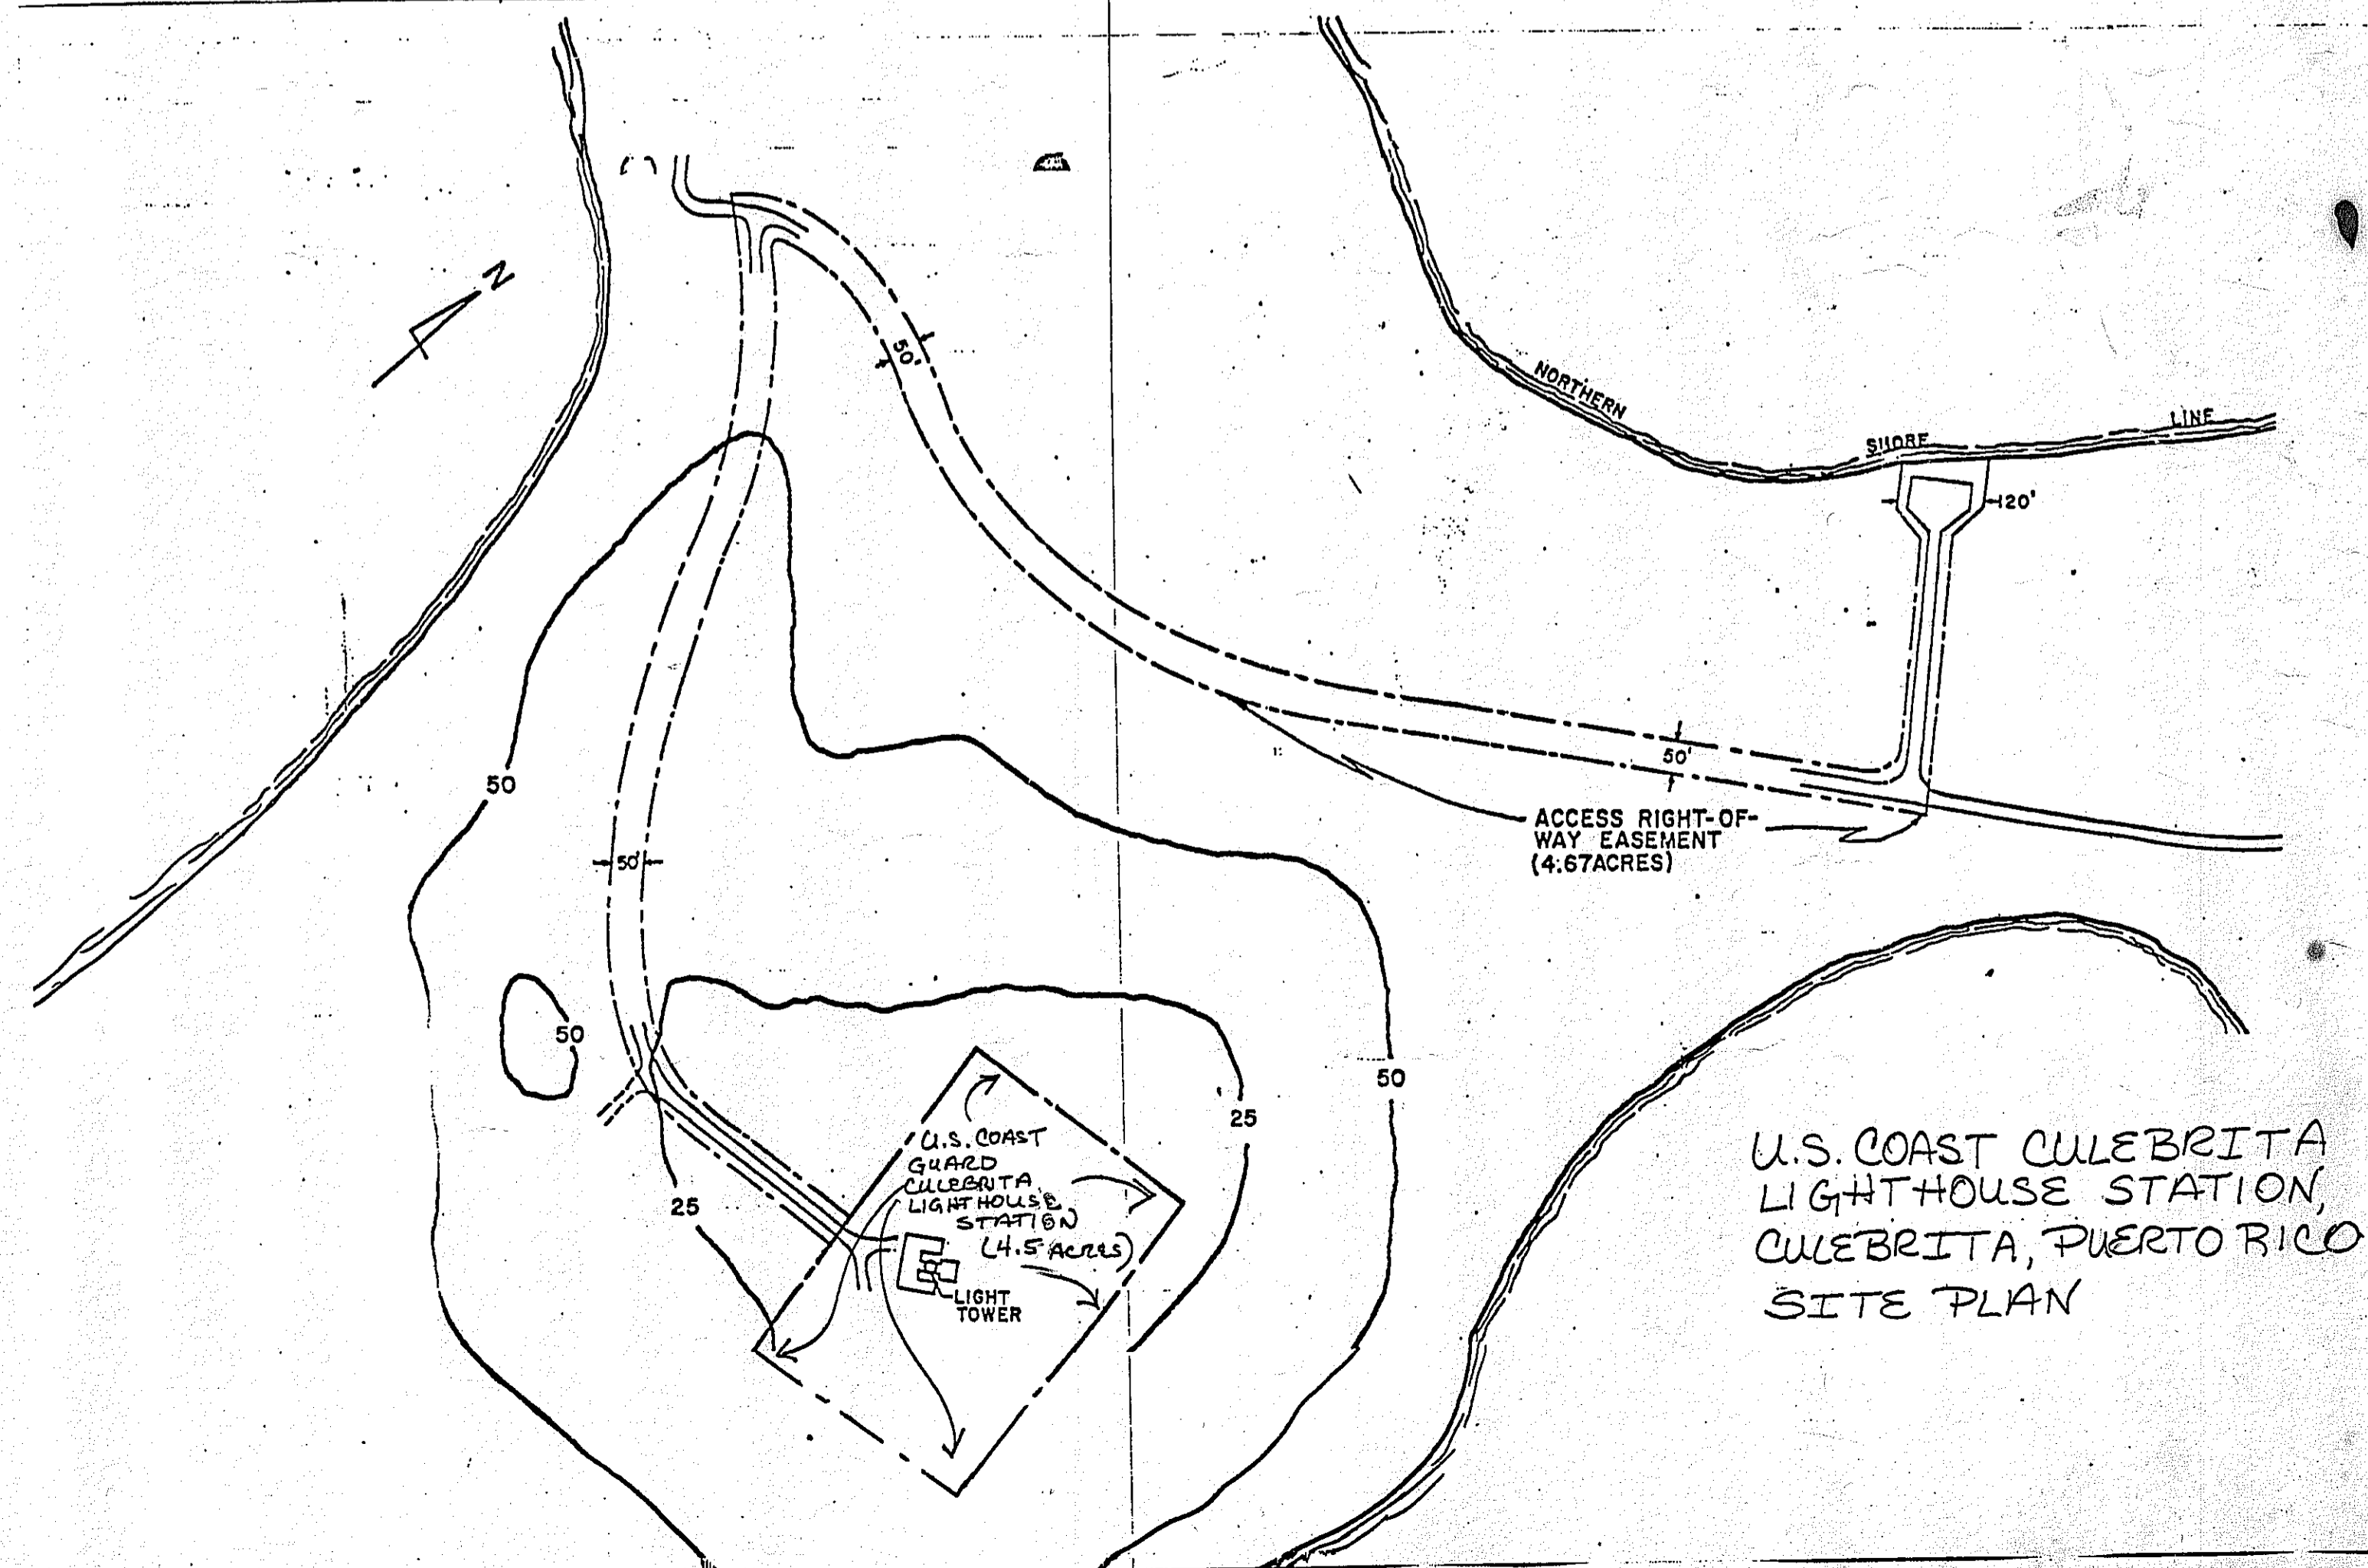 N
50'
NORTHERN
SHORE
LINE
120'
50'
50
ACCESS RIGHT-OF-
WAY EASEMENT
(4.67ACRES)
50'
50
50
25
U.S. COAST
GUARD
CULEBRITA
LIGHTHOUSE
STATION
(4.5 ACRES)
25
LIGHT
TOWER
U.S. COAST CULEBRITA
LIGHTHOUSE STATION,
CULEBRITA, PUERTO RICO
SITE PLAN